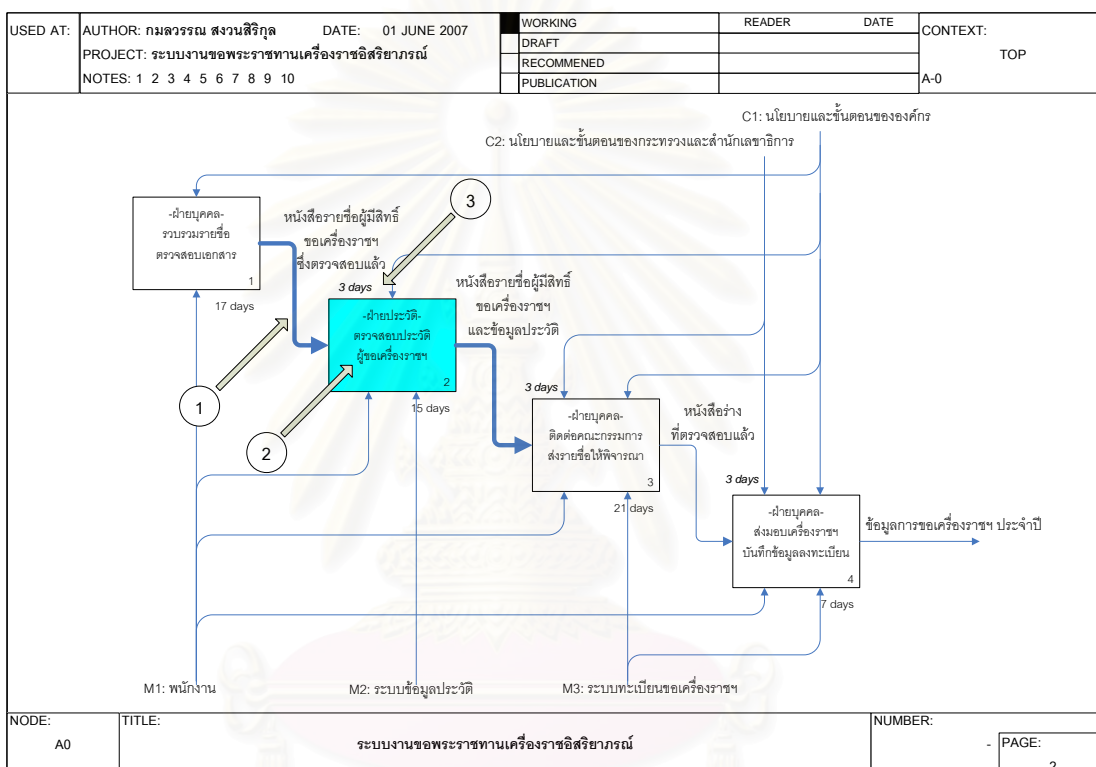 USED AT:
AUTHOR: กมลวรรณ สงวนสิริกุล
DATE: 01 JUNE 2007
PROJECT: ระบบงานขอพระราชทานเครื่องราชอิสริยาภรณ์
NOTES: 1 2 3 4 5 6 7 8 9 10
WORKING
DRAFT
RECOMMENED
PUBLICATION
READER
DATE
CONTEXT:
TOP
A-0
C1: นโยบายและขั้นตอนขององค์กร
C2: นโยบายและขั้นตอนของกระทรวงและสำนักเลขาธิการ
-ฝ่ายบุคคล-
รวบรวมรายชื่อ
ตรวจสอบเอกสาร
1
17 days
หนังสือรายชื่อผู้มีสิทธิ์
ขอเครื่องราชฯ
ซึ่งตรวจสอบแล้ว
3
3 days
-ฝ่ายประวัติ-
ตรวจสอบประวัติ
ผู้ขอเครื่องราชฯ
2
15 days
หนังสือรายชื่อผู้มีสิทธิ์
ขอเครื่องราชฯ
และข้อมูลประวัติ
1
2
3 days
-ฝ่ายบุคคล-
ติดต่อคณะกรรมการ
ส่งรายชื่อให้พิจารณา
3
21 days
หนังสือร่าง
ที่ตรวจสอบแล้ว
3 days
-ฝ่ายบุคคล-
ส่งมอบเครื่องราชฯ
บันทึกข้อมูลลงทะเบียน
4
7 days
ข้อมูลการขอเครื่องราชฯ ประจำปี
M1: พนักงาน
M2: ระบบข้อมูลประวัติ
M3: ระบบทะเบียนขอเครื่องราชฯ
NODE:
A0
TITLE:
ระบบงานขอพระราชทานเครื่องราชอิสริยาภรณ์
NUMBER:
-
PAGE:
2